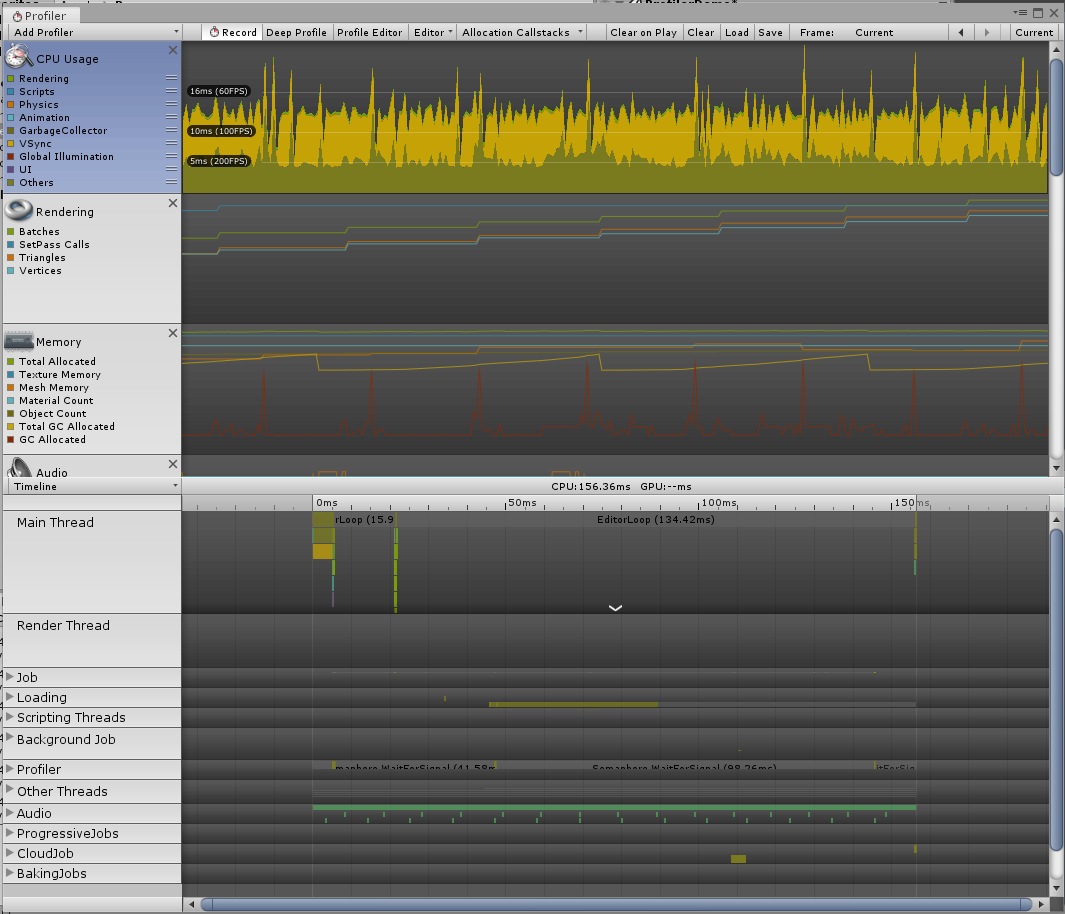 Profiler
Add Profiler Record Deep Profile Profile Editor Editor Allocation Callstacks Clear on Play Clear Load Save Frame: Current Current
CPU Usage
Rendering
Scripts
Physics
Animation
GarbageCollector
VSync
Global Illumination
UI
Others
16ms (60FPS)
10ms (100FPS)
5ms (200FPS)
Rendering
Batches
SetPass Calls
Triangles
Vertices
Memory
Total Allocated
Texture Memory
Mesh Memory
Material Count
Object Count
Total GC Allocated
GC Allocated
Audio
Timeline CPU:156.36ms GPU:--ms
0ms 50ms 100ms 150ms
Main Thread
rLoop (15.9 EditorLoop (134.42ms)
Render Thread
Job
Loading
Scripting Threads
Background Job
Profiler maphore.WaitForSignal (41.58m Semaphore.WaitForSignal (98.26ms) itForSig
Other Threads
Audio
ProgressiveJobs
CloudJob
BakingJobs